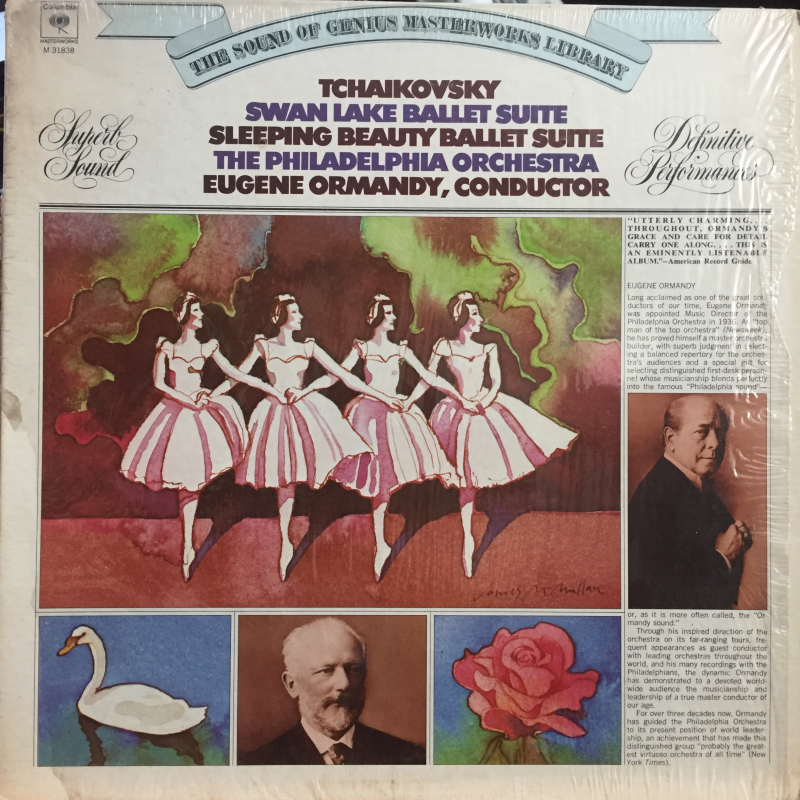 Columbia
MASTERWORKS
M 31838
THE SOUND OF GENIUS MASTERWORKS LIBRARY
TCHAIKOVSKY
SWAN LAKE BALLET SUITE
SLEEPING BEAUTY BALLET SUITE
THE PHILADELPHIA ORCHESTRA
EUGENE ORMANDY, CONDUCTOR
Superb
Sound
Definitive
Performances
"UTTERLY CHARMING. . . .
THROUGHOUT, ORMANDY'S
GRACE AND CARE FOR DETAIL
CARRY ONE ALONG. . . . THIS IS
AN EMINENTLY LISTENABLE
ALBUM."—American Record Guide
EUGENE ORMANDY
Long acclaimed as one of the great con-
ductors of our time, Eugene Ormandy
was appointed Music Director of the
Philadelphia Orchestra in 1936. As "top
man of the top orchestra" (Newsweek),
he has proved himself a master orchestra
builder, with superb judgment in select-
ing a balanced repertory for the orches-
tra's audiences and a special gift for
selecting distinguished first-desk person-
nel whose musicianship blends perfectly
into the famous "Philadelphia sound"—
or, as it is more often called, the "Or-
mandy sound."
Through his inspired direction of the
orchestra on its far-ranging tours, fre-
quent appearances as guest conductor
with leading orchestras throughout the
world, and his many recordings with the
Philadelphians, the dynamic Ormandy
has demonstrated to a devoted world-
wide audience the musicianship and
leadership of a true master conductor of
our age.
For over three decades now, Ormandy
has guided the Philadelphia Orchestra
to its present position of world leader-
ship, an achievement that has made this
distinguished group "probably the great-
est virtuoso orchestra of all time" (New
York Times).